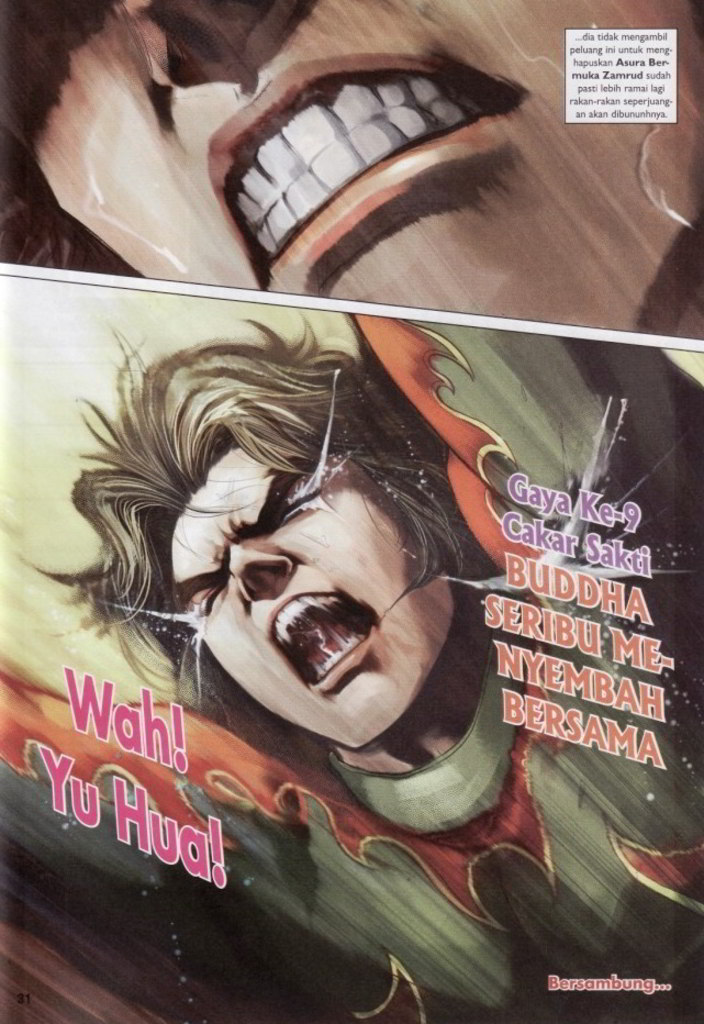 ...dia tidak mengambil
peluang ini untuk meng-
hapuskan Asura Ber-
muka Zamrud sudah
pasti lebih ramai lagi
rakan-rakan seperjuang-
an akan dibununhnya.
Gaya Ke-9
Cakar Sakti
BUDDHA
SERIBU ME-
NYEMBAH
BERSAMA
Wah!
Yu Hua!
Bersambung...
31